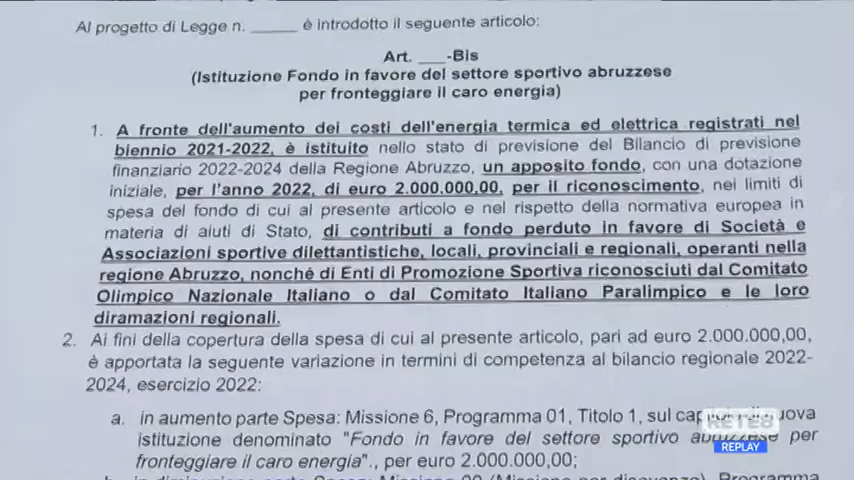 Al progetto di Legge n. _____ è introdotto il seguente articolo:
Art. ___-Bis
(Istituzione Fondo in favore del settore sportivo abruzzese
per fronteggiare il caro energia)
1. A fronte dell'aumento dei costi dell'energia termica ed elettrica registrati nel
biennio 2021-2022, è istituito nello stato di previsione del Bilancio di previsione
finanziario 2022-2024 della Regione Abruzzo, un apposito fondo, con una dotazione
iniziale, per l'anno 2022, di euro 2.000.000,00, per il riconoscimento, nei limiti di
spesa del fondo di cui al presente articolo e nel rispetto della normativa europea in
materia di aiuti di Stato, di contributi a fondo perduto in favore di Società e
Associazioni sportive dilettantistiche, locali, provinciali e regionali, operanti nella
regione Abruzzo, nonché di Enti di Promozione Sportiva riconosciuti dal Comitato
Olimpico Nazionale Italiano o dal Comitato Italiano Paralimpico e le loro
diramazioni regionali.
2. Ai fini della copertura della spesa di cui al presente articolo, pari ad euro 2.000.000,00,
è apportata la seguente variazione in termini di competenza al bilancio regionale 2022-
2024, esercizio 2022:
a. in aumento parte Spesa: Missione 6, Programma 01, Titolo 1, sul
istituzione denominato "Fondo in favore del settore sportivo abruzzese per
fronteggiare il caro energia"., per euro 2.000.000,00;
RETE8
REPLAY